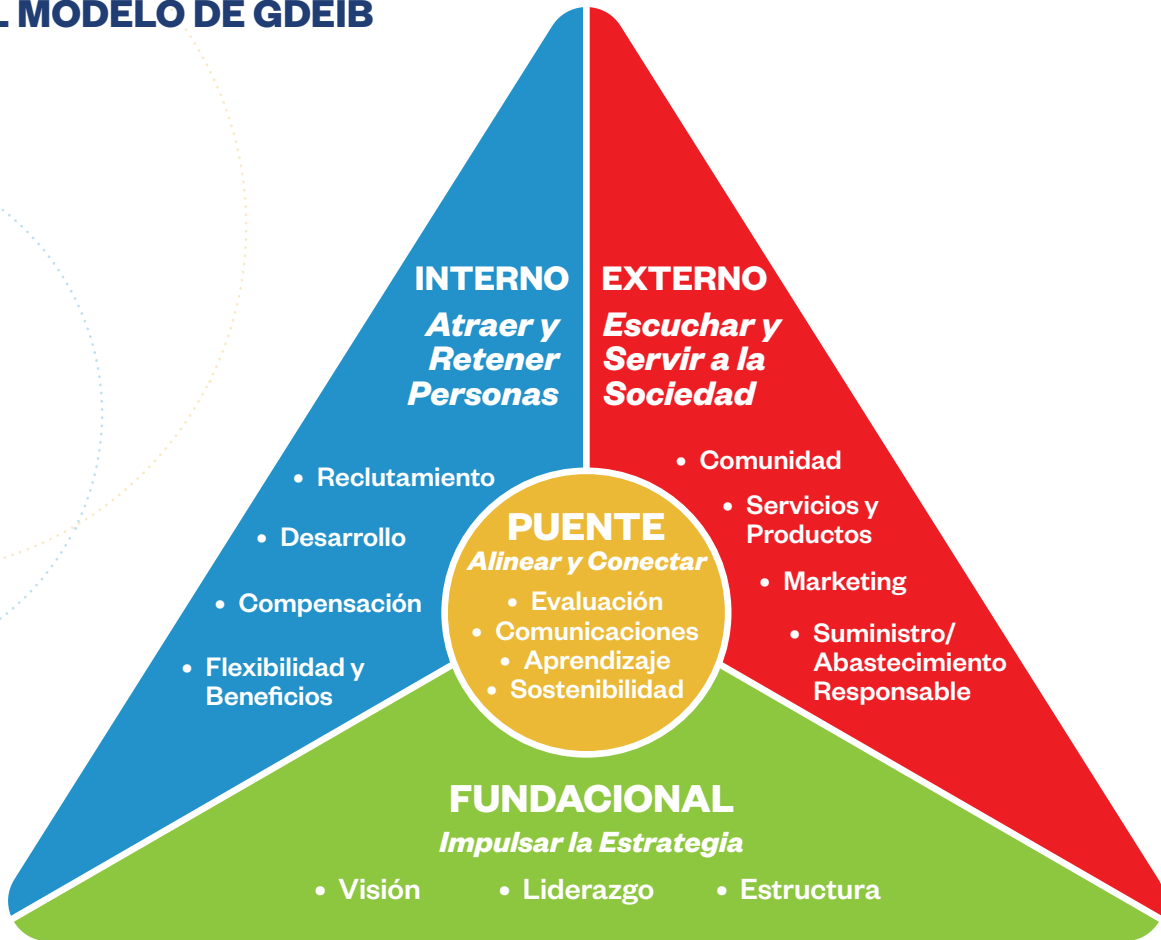 L MODELO DE GDEIB
INTERNO
Atraer y
Retener
Personas
• Reclutamiento
• Desarrollo
• Compensación
• Flexibilidad y
Beneficios
EXTERNO
Escuchar y
Servir a la
Sociedad
• Comunidad
• Servicios y
Productos
• Marketing
• Suministro/
Abastecimiento
Responsable
PUENTE
Alinear y Conectar
• Evaluación
• Comunicaciones
• Aprendizaje
• Sostenibilidad
FUNDACIONAL
Impulsar la Estrategia
• Visión • Liderazgo • Estructura